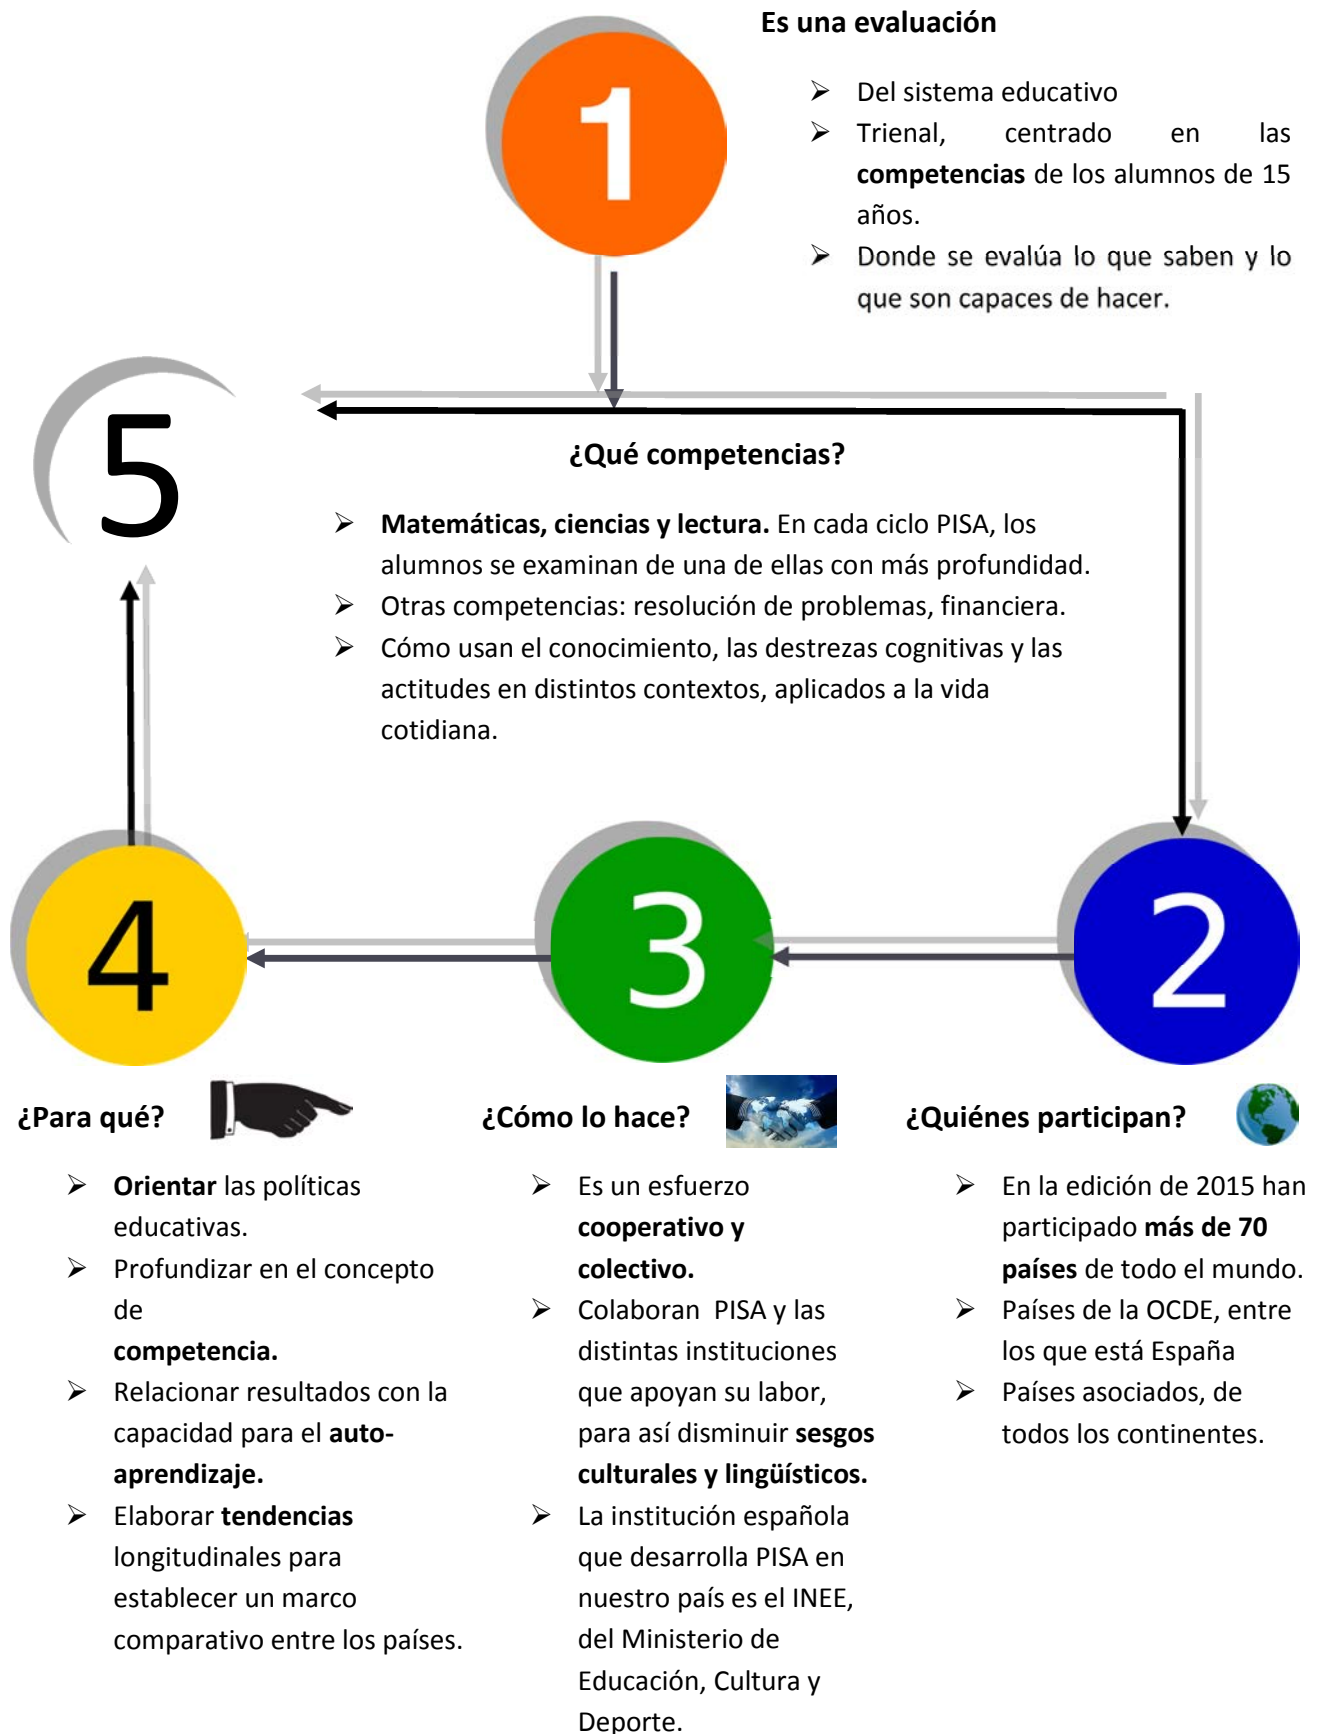 Es una evaluación
1
➢ Del sistema educativo
➢ Trienal, centrado en las
competencias de los alumnos de 15
años.
➢ Donde se evalúa lo que saben y lo
que son capaces de hacer.
5
¿Qué competencias?
➢ Matemáticas, ciencias y lectura. En cada ciclo PISA, los
alumnos se examinan de una de ellas con más profundidad.
➢ Otras competencias: resolución de problemas, financiera.
➢ Cómo usan el conocimiento, las destrezas cognitivas y las
actitudes en distintos contextos, aplicados a la vida
cotidiana.
4
3
2
¿Para qué?
➢ Orientar las políticas
educativas.
➢ Profundizar en el concepto
de
competencia.
➢ Relacionar resultados con la
capacidad para el auto-
aprendizaje.
➢ Elaborar tendencias
longitudinales para
establecer un marco
comparativo entre los países.
¿Cómo lo hace?
➢ Es un esfuerzo
cooperativo y
colectivo.
➢ Colaboran PISA y las
distintas instituciones
que apoyan su labor,
para así disminuir sesgos
culturales y lingüísticos.
➢ La institución española
que desarrolla PISA en
nuestro país es el INEE,
del Ministerio de
Educación, Cultura y
Deporte.
¿Quiénes participan?
➢ En la edición de 2015 han
participado más de 70
países de todo el mundo.
➢ Países de la OCDE, entre
los que está España
➢ Países asociados, de
todos los continentes.